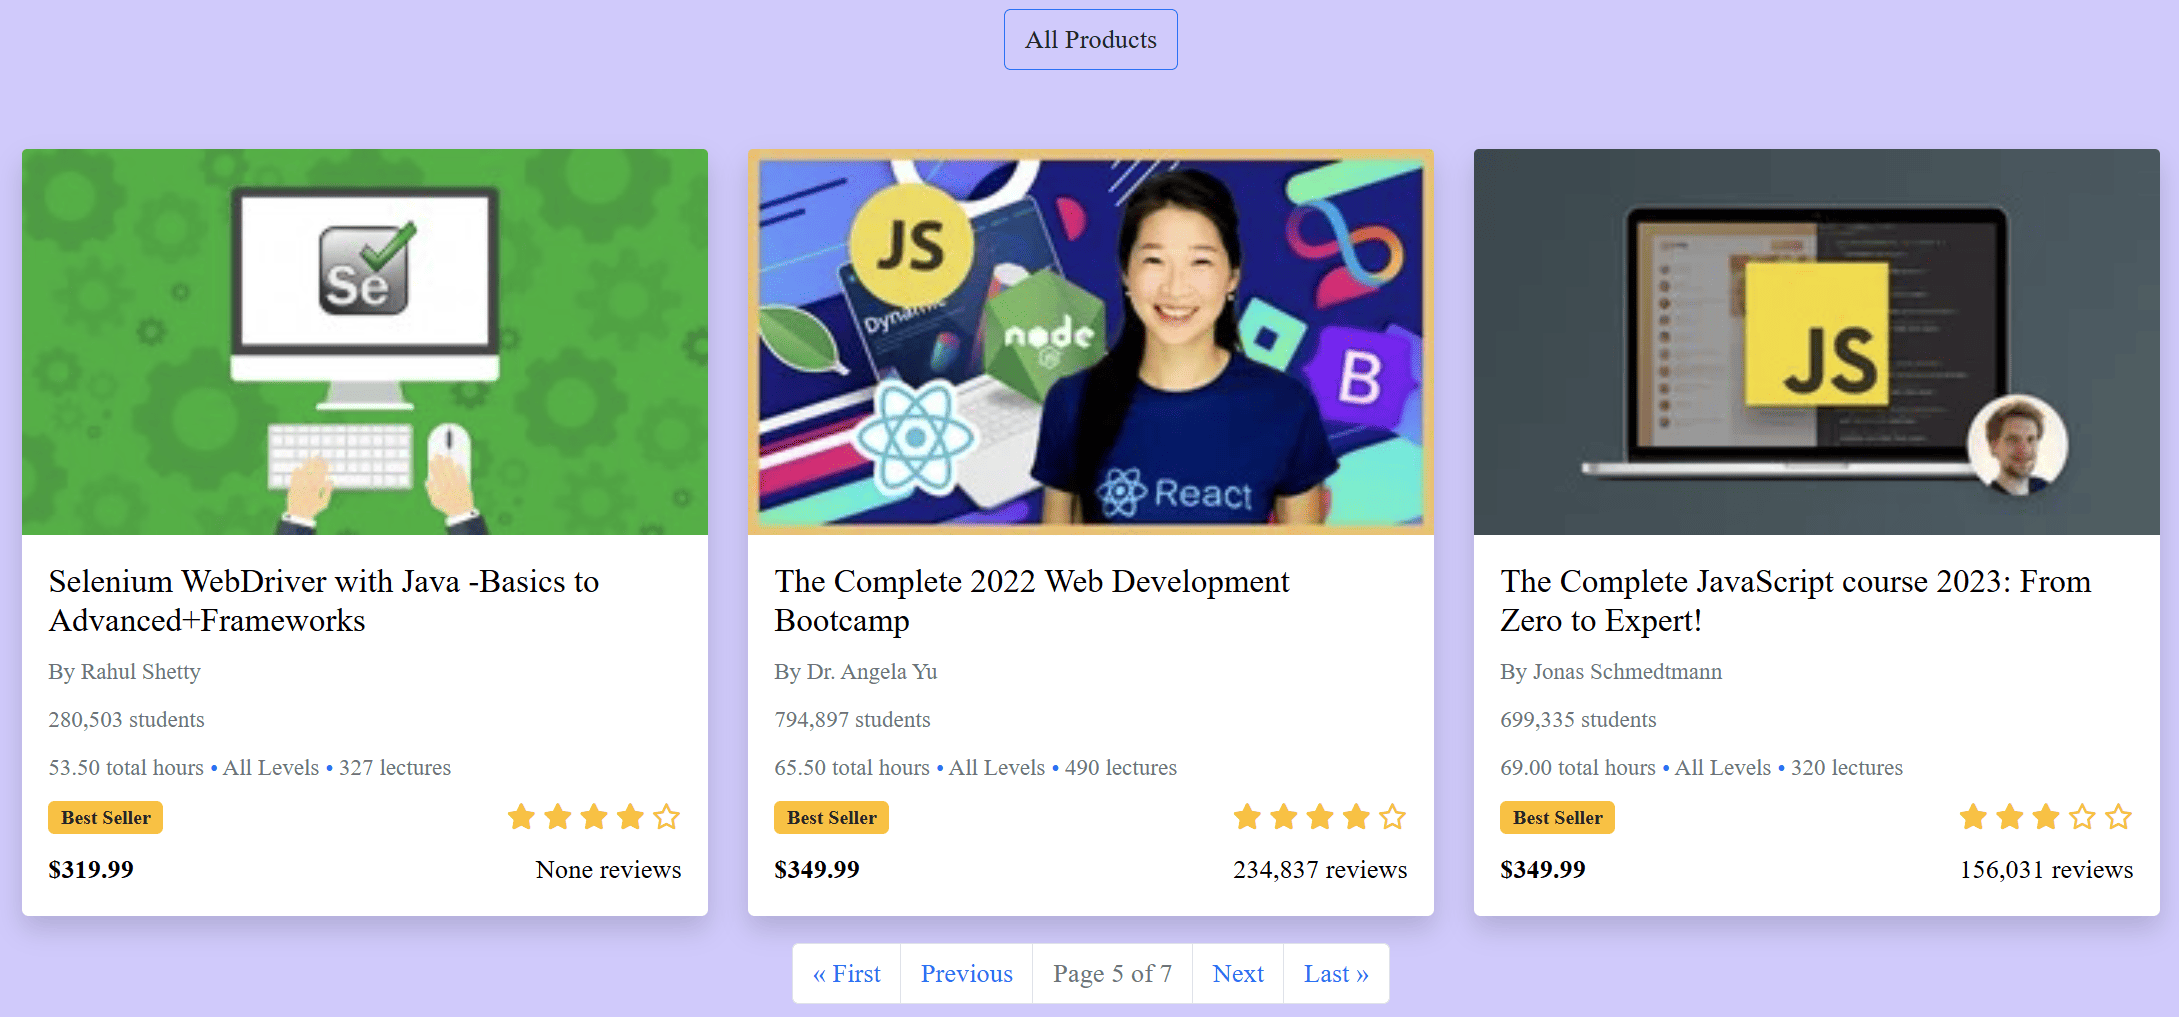 All Products
Se
JS
Dynamic
node
JS
B
React
JS
Selenium WebDriver with Java -Basics to
Advanced+Frameworks
By Rahul Shetty
280,503 students
53.50 total hours • All Levels • 327 lectures
Best Seller
$319.99 None reviews
The Complete 2022 Web Development
Bootcamp
By Dr. Angela Yu
794,897 students
65.50 total hours • All Levels • 490 lectures
Best Seller
$349.99 234,837 reviews
The Complete JavaScript course 2023: From
Zero to Expert!
By Jonas Schmedtmann
699,335 students
69.00 total hours • All Levels • 320 lectures
Best Seller
$349.99 156,031 reviews
« First Previous Page 5 of 7 Next Last »